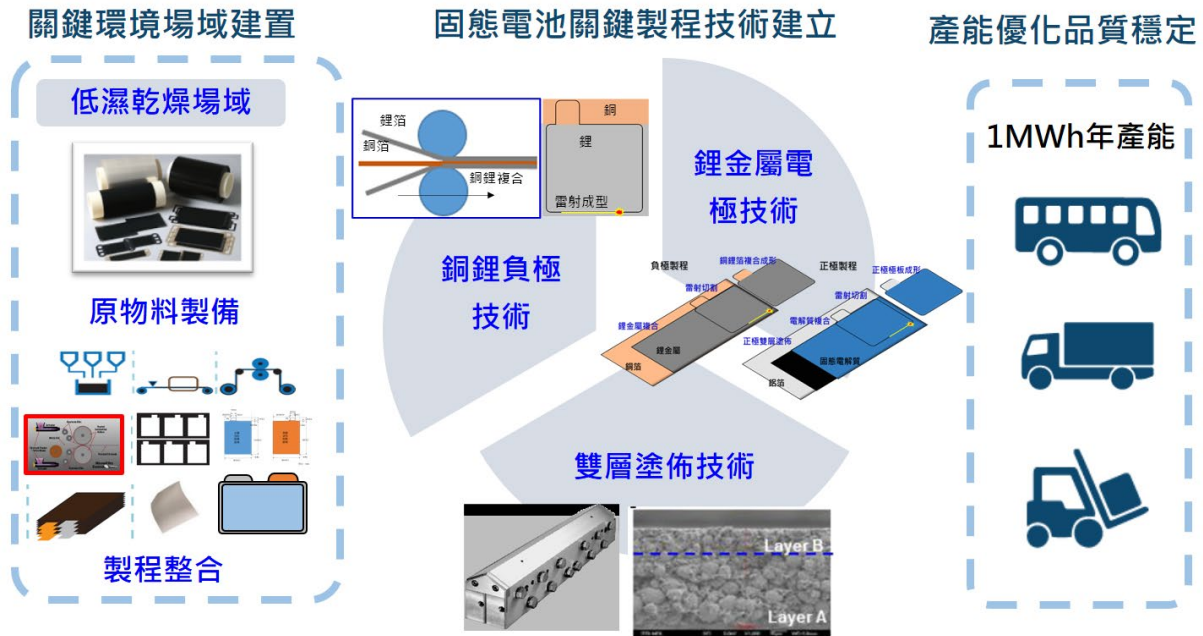 關鍵環境場域建置
固態電池關鍵製程技術建立
產能優化品質穩定
低濕乾燥場域
原物料製備
製程整合
鋰箔
銅箔
銅鋰複合
銅
鋰
雷射成型
鋰金屬電
極技術
銅鋰負極
技術
負極製程
銅鋰箔複合成形
雷射切割
鋰金屬複合
鋰金屬
銅箔
正極製程
正極極板成形
雷射切割
電解質複合
正極雙層塗佈
固態電解質
鋁箔
雙層塗佈技術
Layer B
Layer A
1MWh年產能